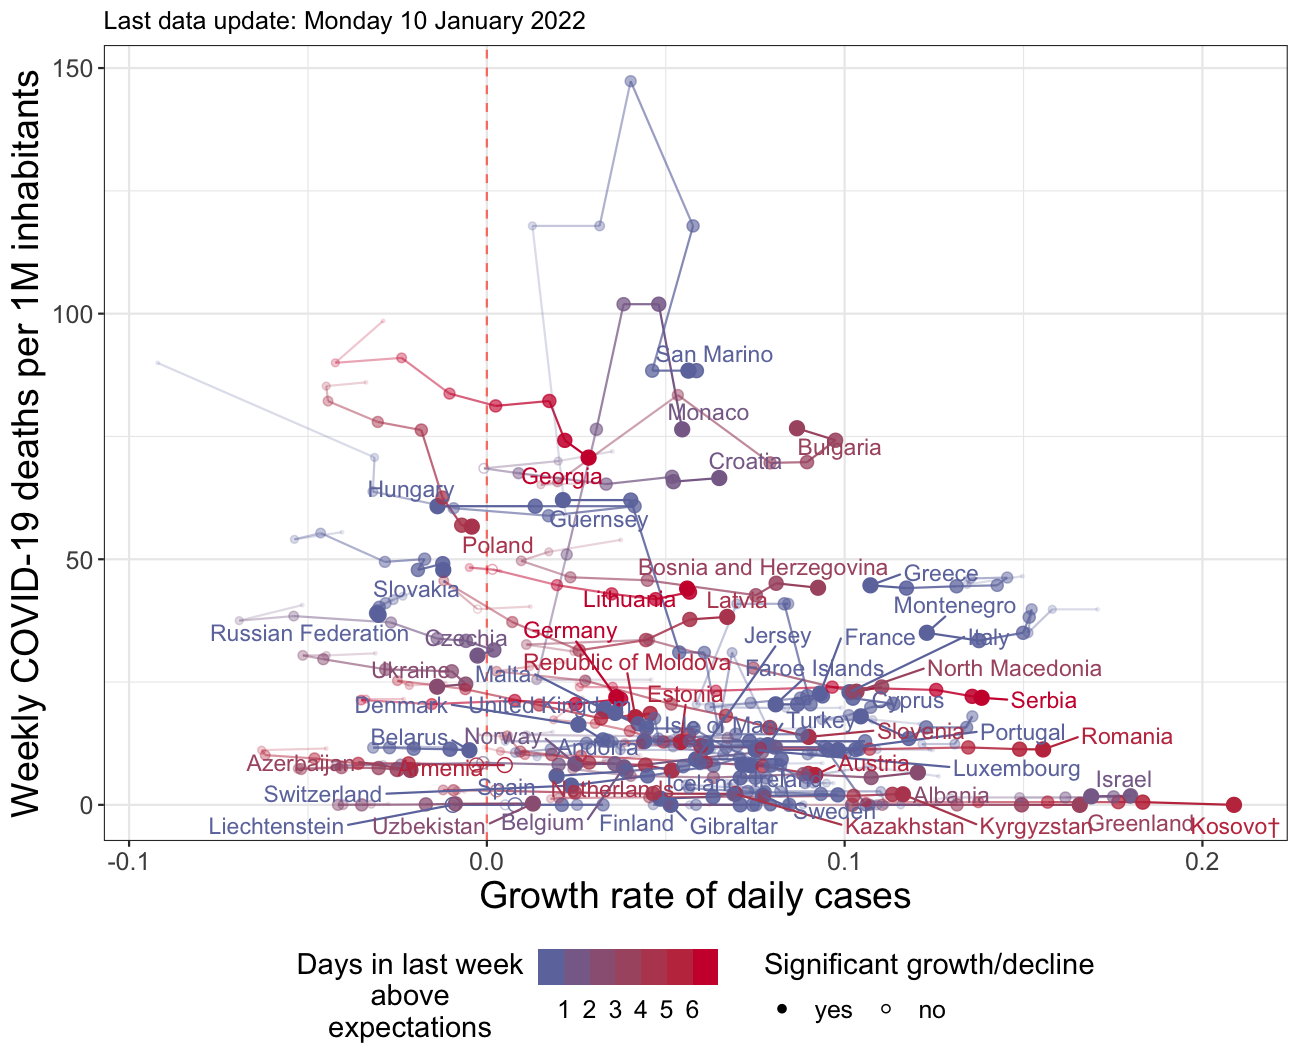 Last data update: Monday 10 January 2022
Weekly COVID-19 deaths per 1M inhabitants
150
100
50
0
San Marino
Monaco
Bulgaria
Croatia
Georgia
Hungary
Guernsey
Poland
Bosnia and Herzegovina
Greece
Slovakia
Lithuania
Latvia
Montenegro
Russian Federation
Czechia
Germany
Jersey
France
Italy
Ukraine
Malta
Republic of Moldova
Faroe Islands
North Macedonia
Denmark
United Kingdom
Estonia
Cyprus
Serbia
Belarus
Norway
Andorra
Isle of Man
Turkey
Slovenia
Portugal
Romania
Azerbaijan
Armenia
Austria
Luxembourg
Switzerland
Spain
Netherlands
Iceland
Ireland
Albania
Israel
Liechtenstein
Uzbekistan
Belgium
Finland
Gibraltar
Sweden
Kazakhstan
Kyrgyzstan
Greenland
Kosovo†
-0.1
0.0
0.1
0.2
Growth rate of daily cases
Days in last week
above
expectations
1 2 3 4 5 6
Significant growth/decline
yes
no